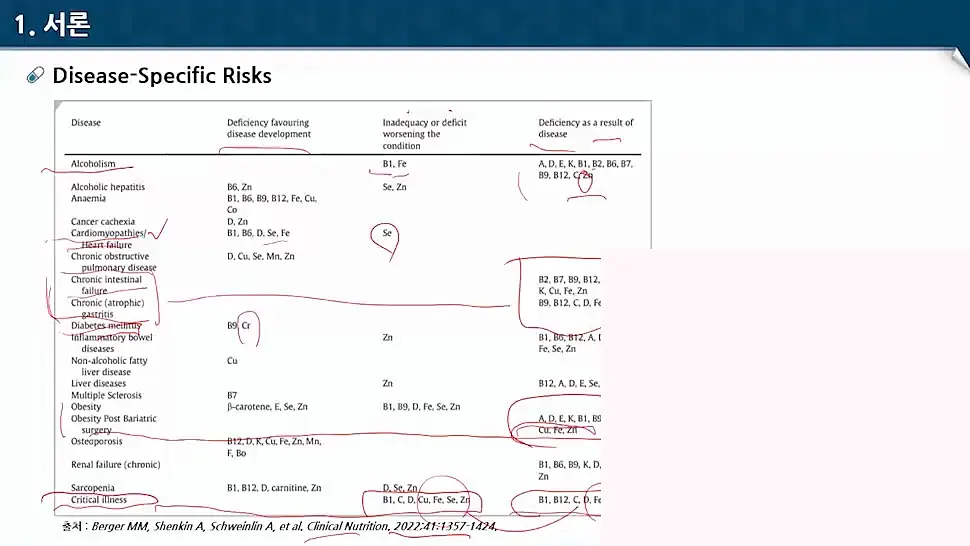 1. 서론
Disease-Specific Risks
Disease
Deficiency favouring disease development
Inadequacy or deficit worsening the condition
Deficiency as a result of disease
Alcoholism
B1, Fe
A, D, E, K, B1, B2, B6, B7,
B9, B12, C, Zn
Alcoholic hepatitis
B6, Zn
Se, Zn
Anaemia
B1, B6, B9, B12, Fe, Cu,
Co
Cancer cachexia
D, Zn
Cardiomyopathies/
Heart failure
B1, B6, D, Se, Fe
Se
Chronic obstructive
pulmonary disease
D, Cu, Se, Mn, Zn
Chronic intestinal
failure
B2, B7, B9, B12,
K, Cu, Fe, Zn
Chronic (atrophic)
gastritis
B9, B12, C, D, Fe
Diabetes mellitus
B9, Cr
Inflammatory bowel
diseases
Zn
B1, B6, B12, A,
Fe, Se, Zn
Non-alcoholic fatty
liver disease
Cu
Liver diseases
Zn
B12, A, D, E, Se,
Multiple Sclerosis
B7
Obesity
β-carotene, E, Se, Zn
B1, B9, D, Fe, Se, Zn
Obesity Post Bariatric
surgery
A, D, E, K, B1, B9
Cu, Fe, Zn
Osteoporosis
B12, D, K, Cu, Fe, Zn, Mn,
F, Bo
Renal failure (chronic)
B1, B6, B9, K, D,
Zn
Sarcopenia
B1, B12, D, carnitine, Zn
D, Se, Zn
Critical illness
B1, C, D, Cu, Fe, Se, Zn
B1, B12, C, D, Fe
출처 : Berger MM, Shenkin A, Schweinlin A, et al. Clinical Nutrition. 2022;41:1357-1424.